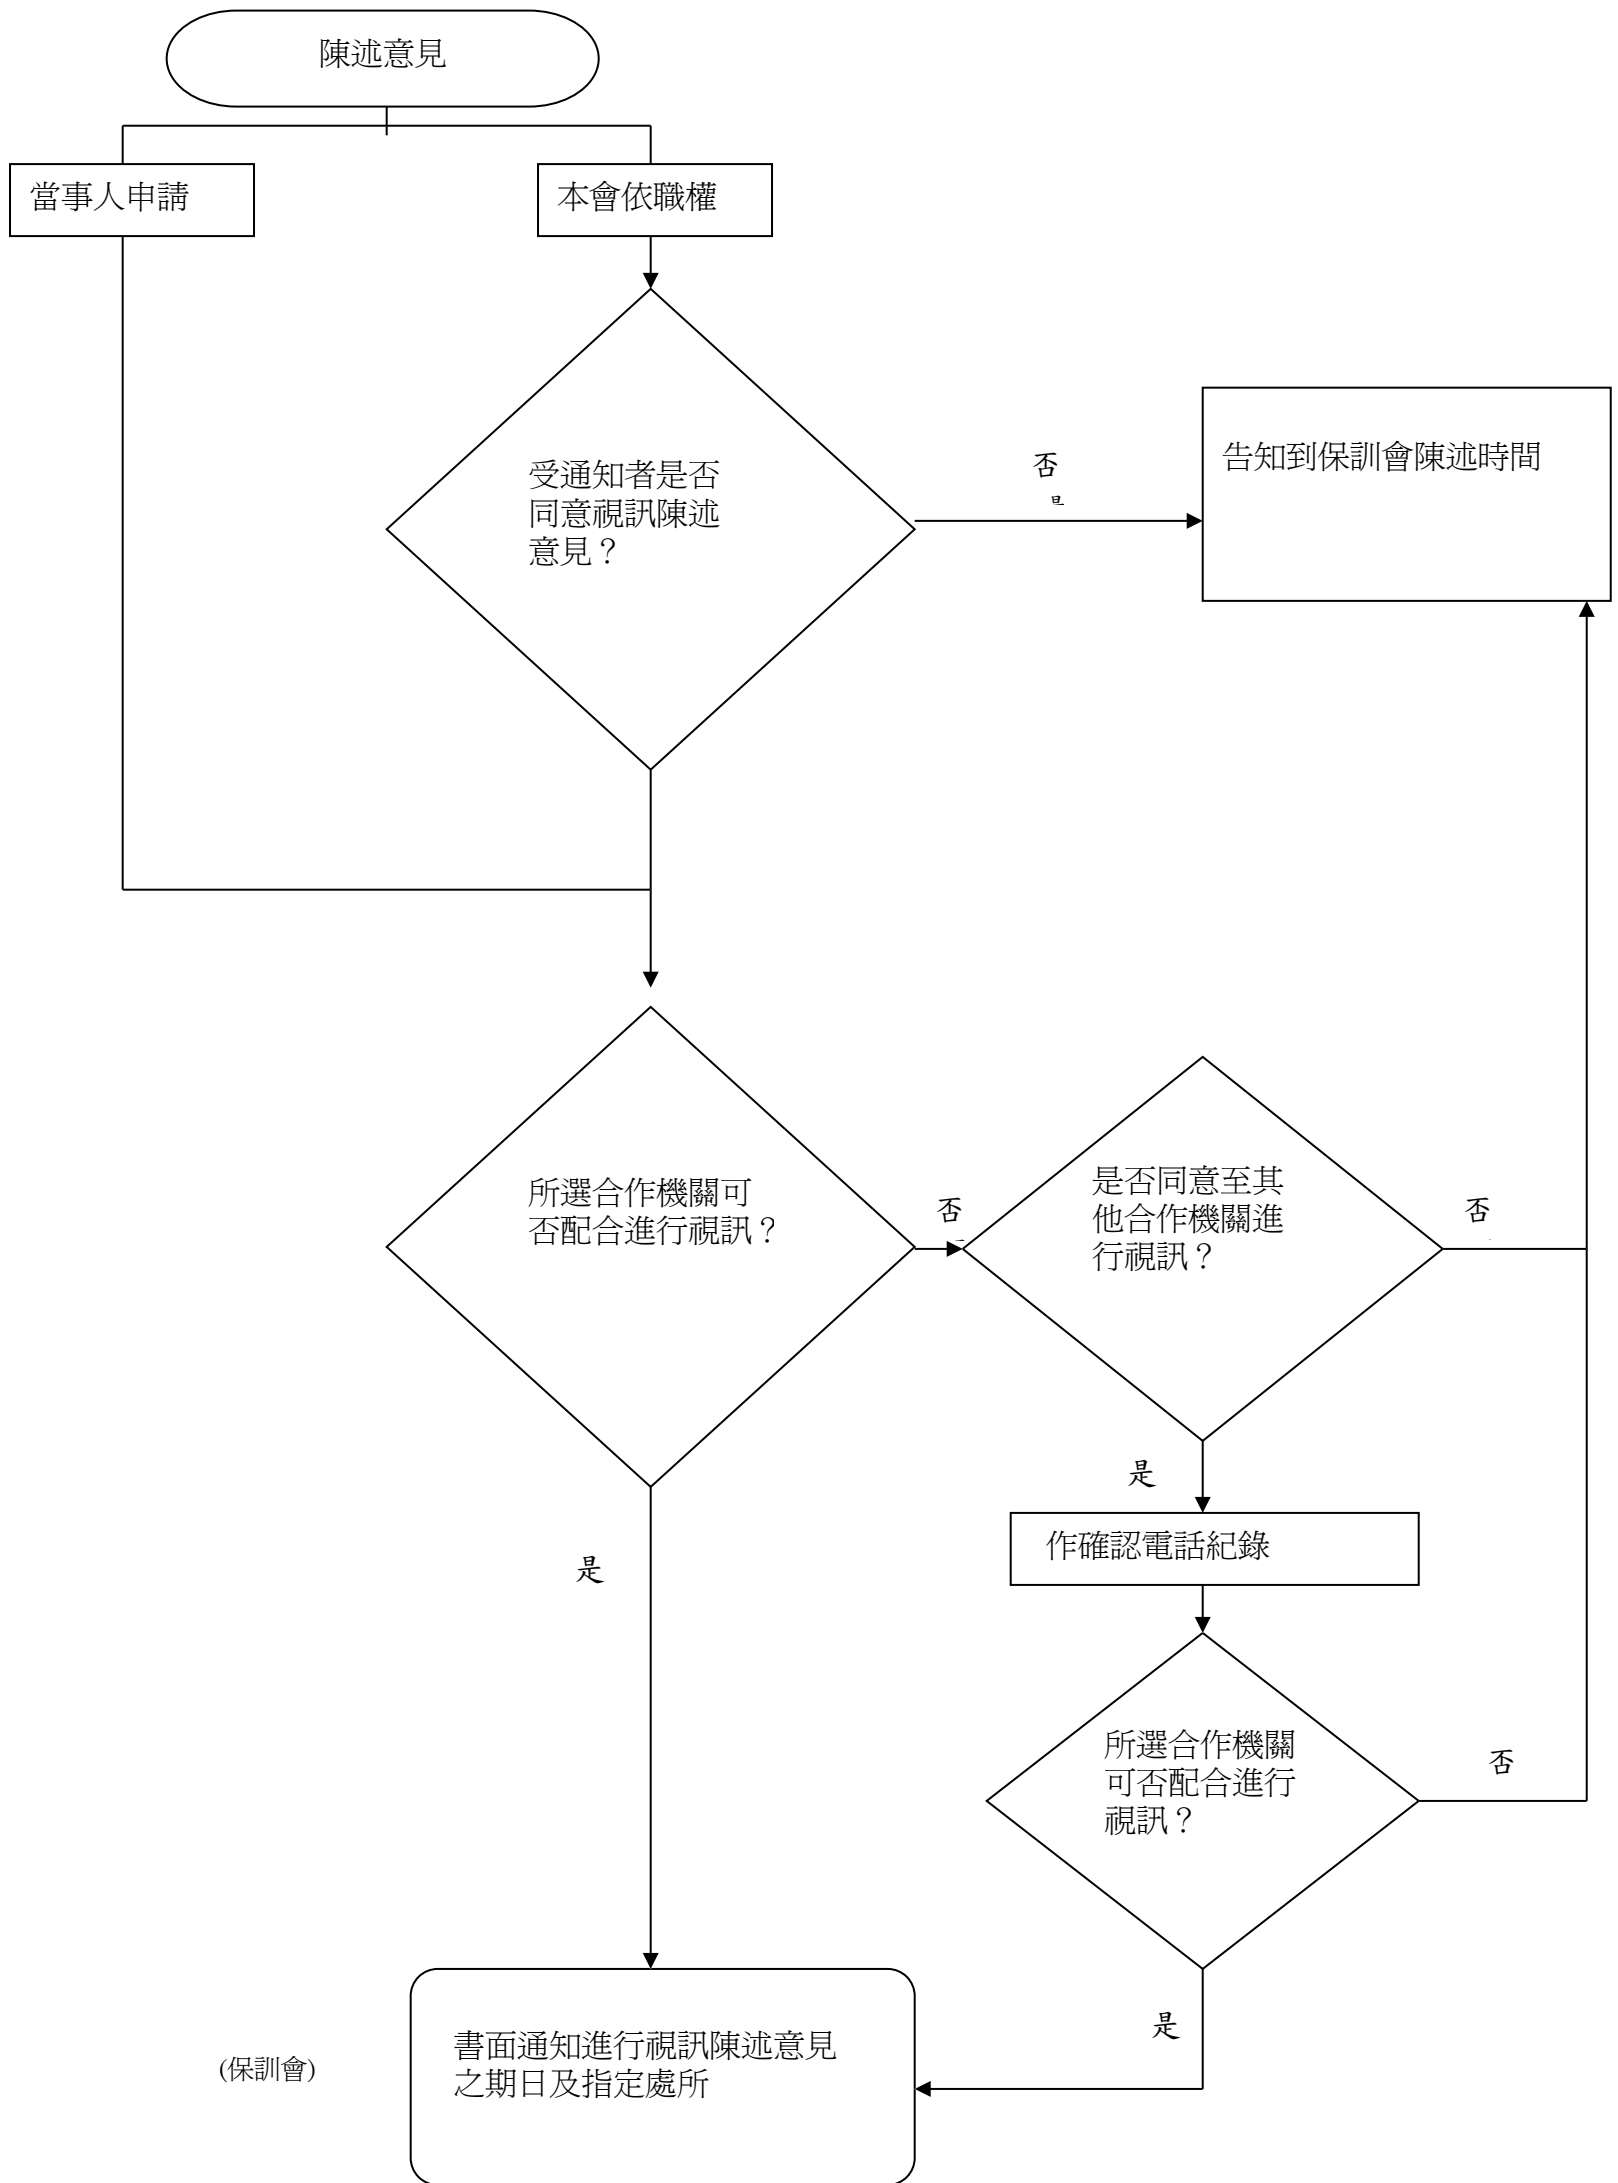 陳述意見
當事人申請
本會依職權
受通知者是否
同意視訊陳述
意見？
否
告知到保訓會陳述時間
所選合作機關可
否配合進行視訊？
否
是否同意至其
他合作機關進
行視訊？
否
是
作確認電話紀錄
是
所選合作機關
可否配合進行
視訊？
否
是
書面通知進行視訊陳述意見
之期日及指定處所
(保訓會)